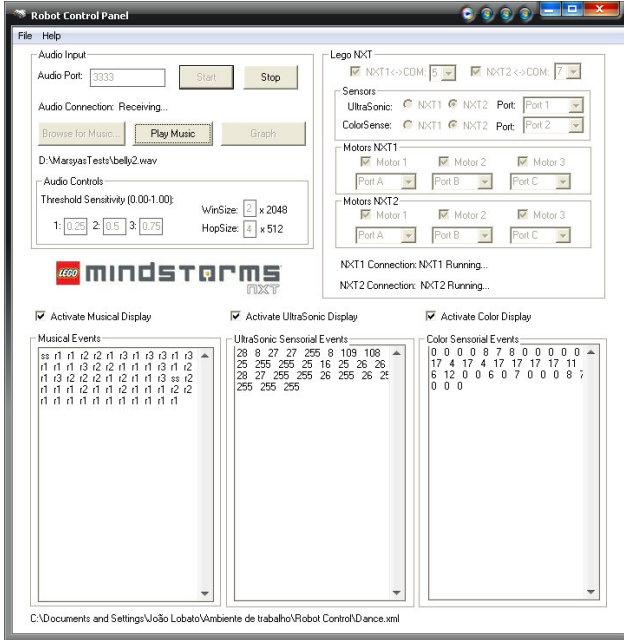 Robot Control Panel
File Help
Audio Input
Audio Port: 3333 Start Stop
Audio Connection: Receiving...
Browse for Music... Play Music Graph
D:\MarsyasTests\belly2.wav
Audio Controls
Threshold Sensitivity (0.00-1.00):
1: 0.25 2: 0.5 3: 0.75
WinSize: 2 x 2048
HopSize: 4 x 512
Lego NXT
NXT1<->COM: 5 NXT2<->COM: 7
Sensors
UltraSonic: NXT1 NXT2 Port: Port 1
ColorSense: NXT1 NXT2 Port: Port 2
Motors NXT1
Motor 1 Motor 2 Motor 3
Port A Port B Port C
Motors NXT2
Motor 1 Motor 2 Motor 3
Port A Port B Port C
NXT1 Connection: NXT1 Running...
NXT2 Connection: NXT2 Running...
LEGO mindstorms
NXT
Activate Musical Display Activate UltraSonic Display Activate Color Display
Musical Events
ss r1 r1 r2 r2 r1 r3 r1 r3 r3 r1 r3
r1 r1 r1 r3 r2 r1 r1 r1 r3 r1 r2
r1 r3 r2 r2 r1 r2 r1 r1 r3 ss r2
r1 r1 r1 r2 r1 r2 r1 r1 r1 r2 r2
r1 r1 r1 r1 r1 r1 r1 r1 r1 r1
UltraSonic Sensorial Events
28 8 27 27 255 8 109 108
25 255 255 25 16 25 26 26
28 27 255 255 26 255 26 25
255 255 255
Color Sensorial Events
0 0 0 0 8 7 8 0 0 0 0 0
17 4 17 4 17 17 17 17 11
6 12 0 0 6 0 7 0 0 0 8 7
0 0 0
C:\Documents and Settings\João Lobato\Ambiente de trabalho\Robot Control\Dance.xml